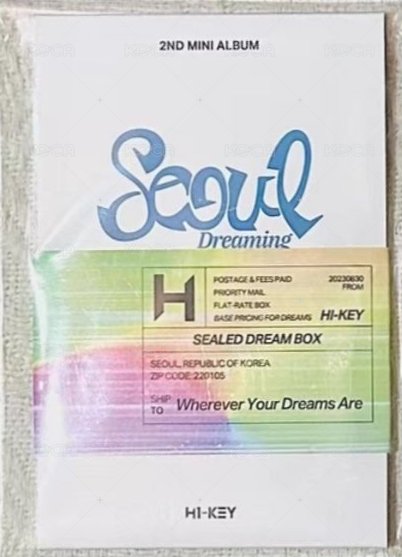 2ND MINI ALBUM
Seoul
Dreaming
H
POSTAGE & FEES PAID
20230830
FROM
PRIORITY MAIL
FLAT-RATE BOX
BASE PRICING FOR DREAMS
HI-KEY
SEALED DREAM BOX
SEOUL, REPUBLIC OF KOREA
ZIP CODE: 220105
SHIP
TO
Wherever Your Dreams Are
H1-KEY